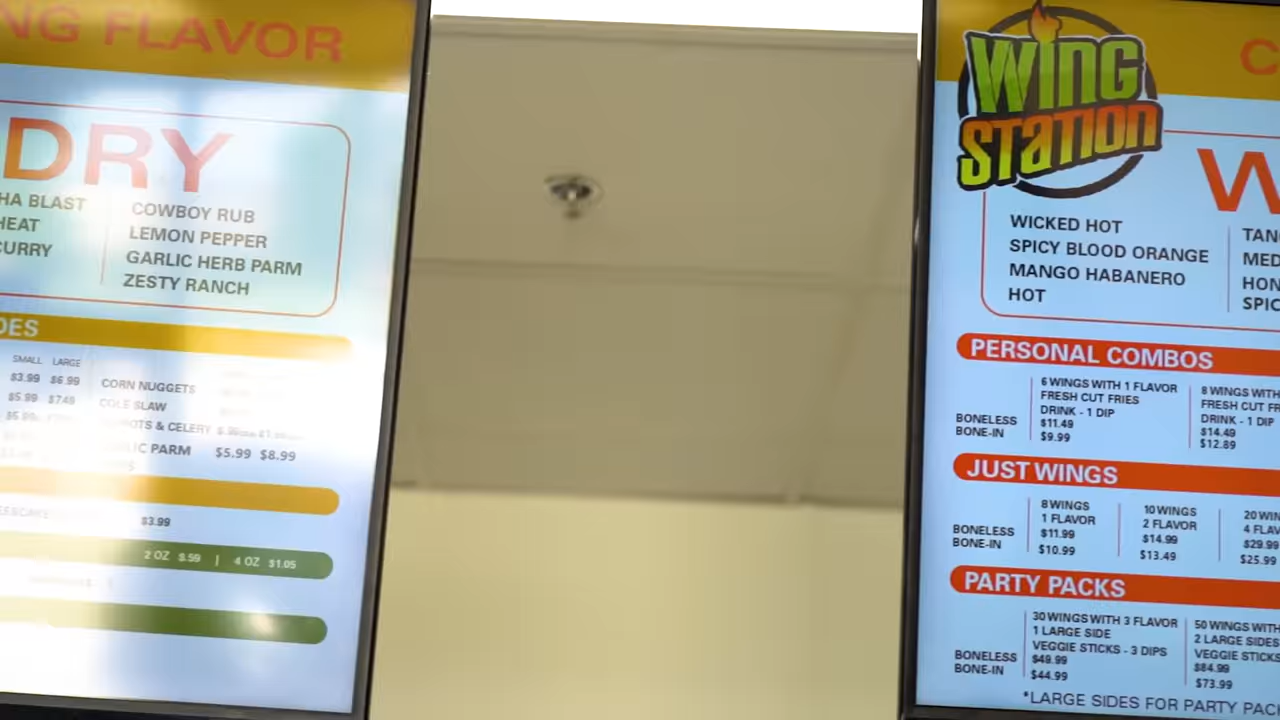 NG FLAVOR
DRY
HA BLAST
HEAT
CURRY
COWBOY RUB
LEMON PEPPER
GARLIC HERB PARM
ZESTY RANCH
DES
SMALL LARGE
$3.99 $6.99
$5.99 $7.49
CORN NUGGETS
COLE SLAW
& CELERY
PARM $5.99 $8.99
$3.99
2 OZ $.59 | 4 OZ $1.05
WING
STATION
C
W
WICKED HOT
SPICY BLOOD ORANGE
MANGO HABANERO
HOT
TANG
MED
HON
SPIC
PERSONAL COMBOS
6 WINGS WITH 1 FLAVOR
FRESH CUT FRIES
DRINK - 1 DIP
BONELESS $11.49
BONE-IN $9.99
8 WINGS WITH
FRESH CUT F
DRINK - 1 DIP
$14.49
$12.89
JUST WINGS
8 WINGS
1 FLAVOR
BONELESS $11.99
BONE-IN $10.99
10 WINGS
2 FLAVOR
$14.99
$13.49
20 WIN
4 FLAV
$29.99
$25.99
PARTY PACKS
30 WINGS WITH 3 FLAVOR
1 LARGE SIDE
VEGGIE STICKS - 3 DIPS
BONELESS $49.99
BONE-IN $44.99
50 WINGS WITH
2 LARGE SIDES
VEGGIE STICKS
$84.99
$73.99
*LARGE SIDES FOR PARTY PACK